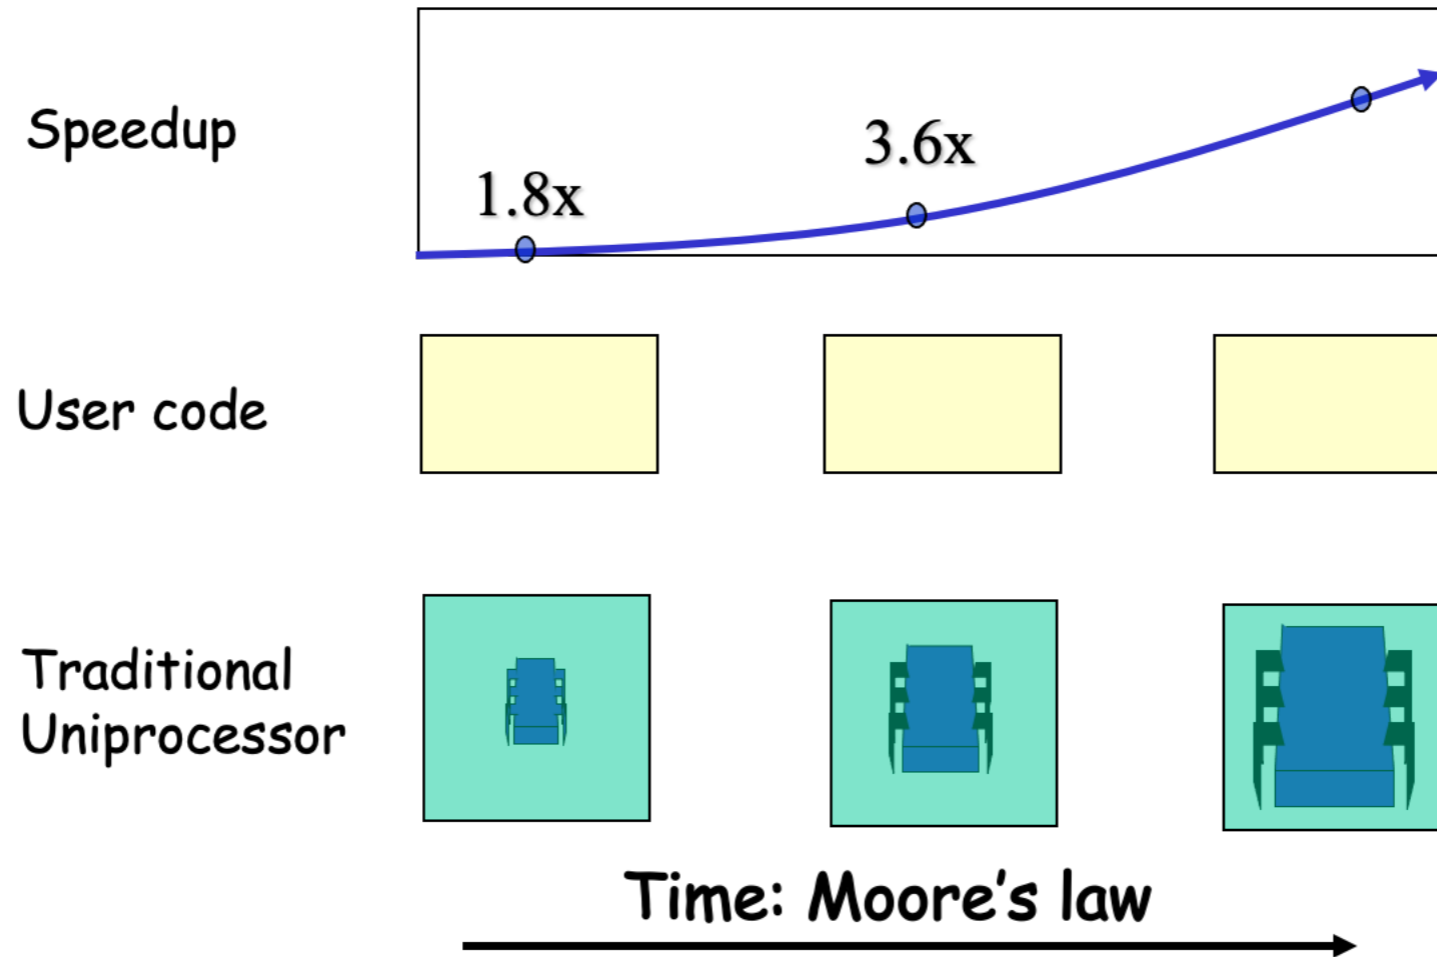 Speedup
1.8x
3.6x
User code
Traditional
Uniprocessor
Time: Moore’s law